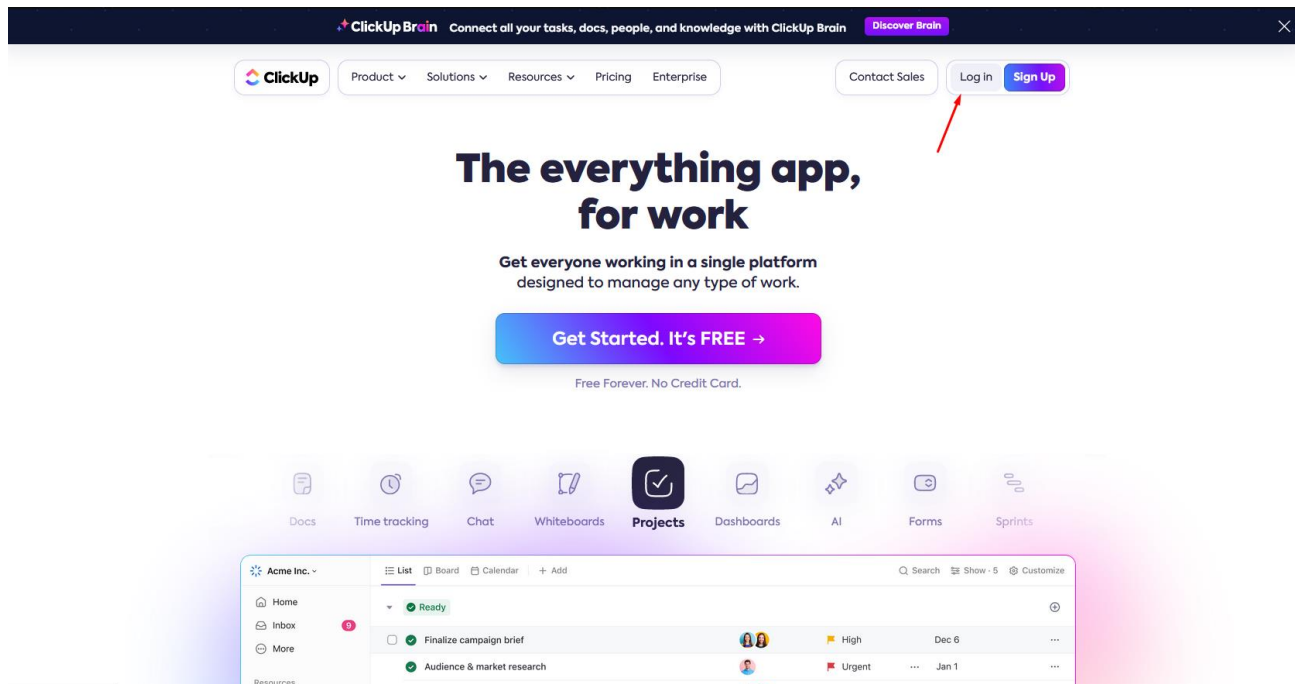 ClickUp Brain Connect all your tasks, docs, people, and knowledge with ClickUp Brain Discover Brain
ClickUp Product Solutions Resources Pricing Enterprise Contact Sales Log in Sign Up
The everything app,
for work
Get everyone working in a single platform
designed to manage any type of work.
Get Started. It's FREE →
Free Forever. No Credit Card.
Docs Time tracking Chat Whiteboards Projects Dashboards AI Forms Sprints
Acme Inc. List Board Calendar + Add Search Show · 5 Customize
Home
Ready
Inbox 9
Finalize campaign brief High Dec 6 ...
More
Audience & market research Urgent ... Jan 1 ...
Resources